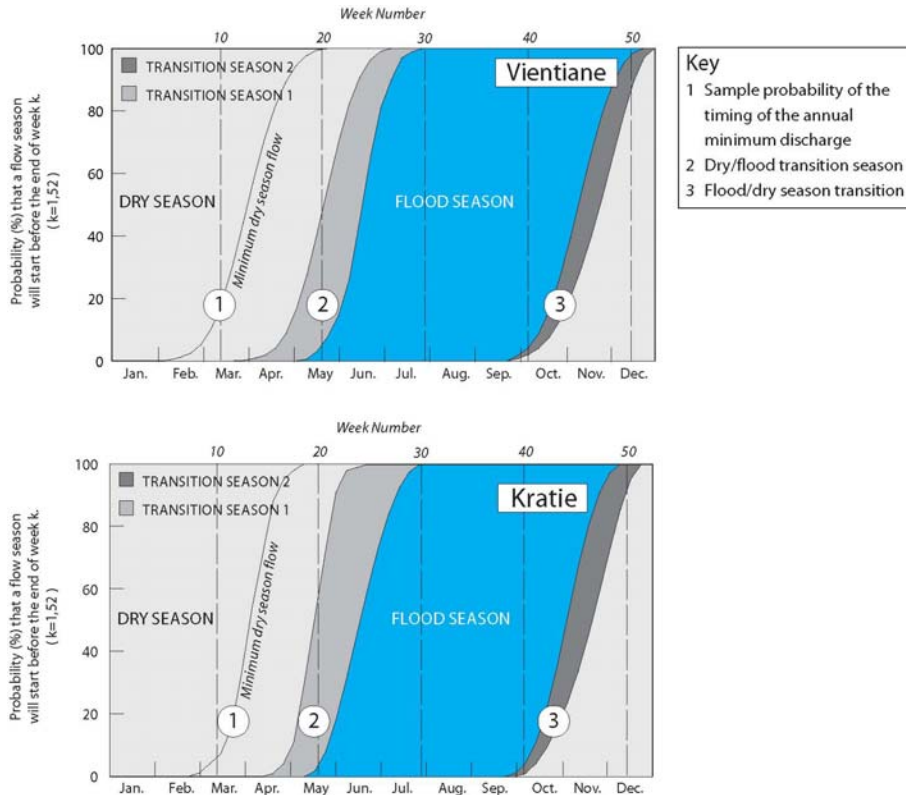 Week Number
10 20 30 40 50
Probability (%) that a flow season
will start before the end of week k.
( k=1,52 )
100
80
60
40
20
0
TRANSITION SEASON 2
TRANSITION SEASON 1
Vientiane
DRY SEASON
Minimum dry season flow
FLOOD SEASON
1
2
3
Jan. Feb. Mar. Apr. May Jun. Jul. Aug. Sep. Oct. Nov. Dec.
Key
1 Sample probability of the
timing of the annual
minimum discharge
2 Dry/flood transition season
3 Flood/dry season transition
Week Number
10 20 30 40 50
Probability (%) that a flow season
will start before the end of week k.
( k=1,52 )
100
80
60
40
20
0
TRANSITION SEASON 2
TRANSITION SEASON 1
Kratie
DRY SEASON
Minimum dry season flow
FLOOD SEASON
1
2
3
Jan. Feb. Mar. Apr. May Jun. Jul. Aug. Sep. Oct. Nov. Dec.